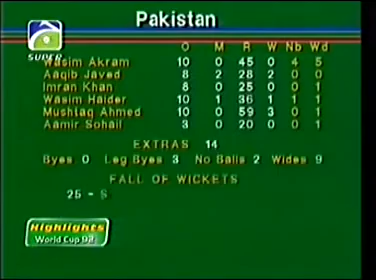 Pakistan
SUPER
O M R W Nb Wd
Wasim Akram 10 0 45 0 4 5
Aaqib Javed 8 2 28 2 0 0
Imran Khan 8 0 25 0 0 1
Wasim Haider 10 1 36 1 1 1
Mushtaq Ahmed 10 0 59 3 0 1
Aamir Sohail 3 0 20 0 0 1
EXTRAS 14
Byes 0 Leg Byes 3 No Balls 2 Wides 9
FALL OF WICKETS
25 - S
Highlights
World Cup 92